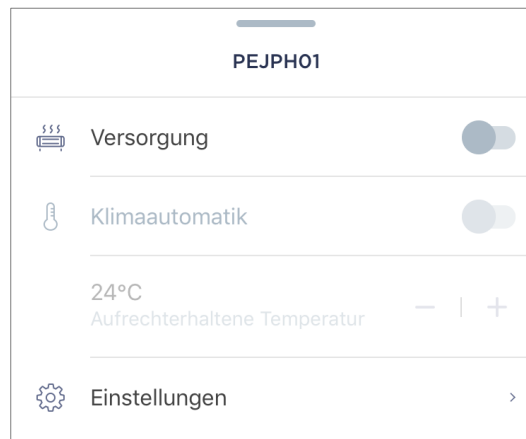 PEJPH01
Versorgung
Klimaautomatik
24°C
Aufrechterhaltene Temperatur
Einstellungen